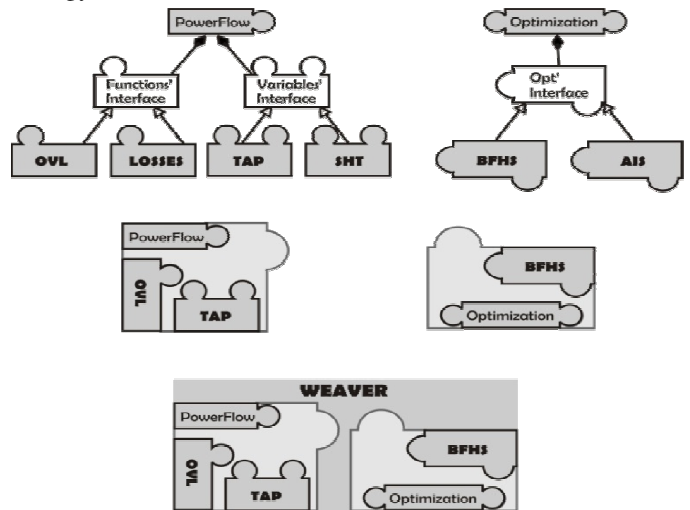 PowerFlow
Optimization
Functions'
Interface
Variables'
Interface
Opt'
Interface
OVL
LOSSES
TAP
SHT
BFHS
AIS
PowerFlow
OVL
TAP
BFHS
Optimization
WEAVER
PowerFlow
OVL
TAP
BFHS
Optimization